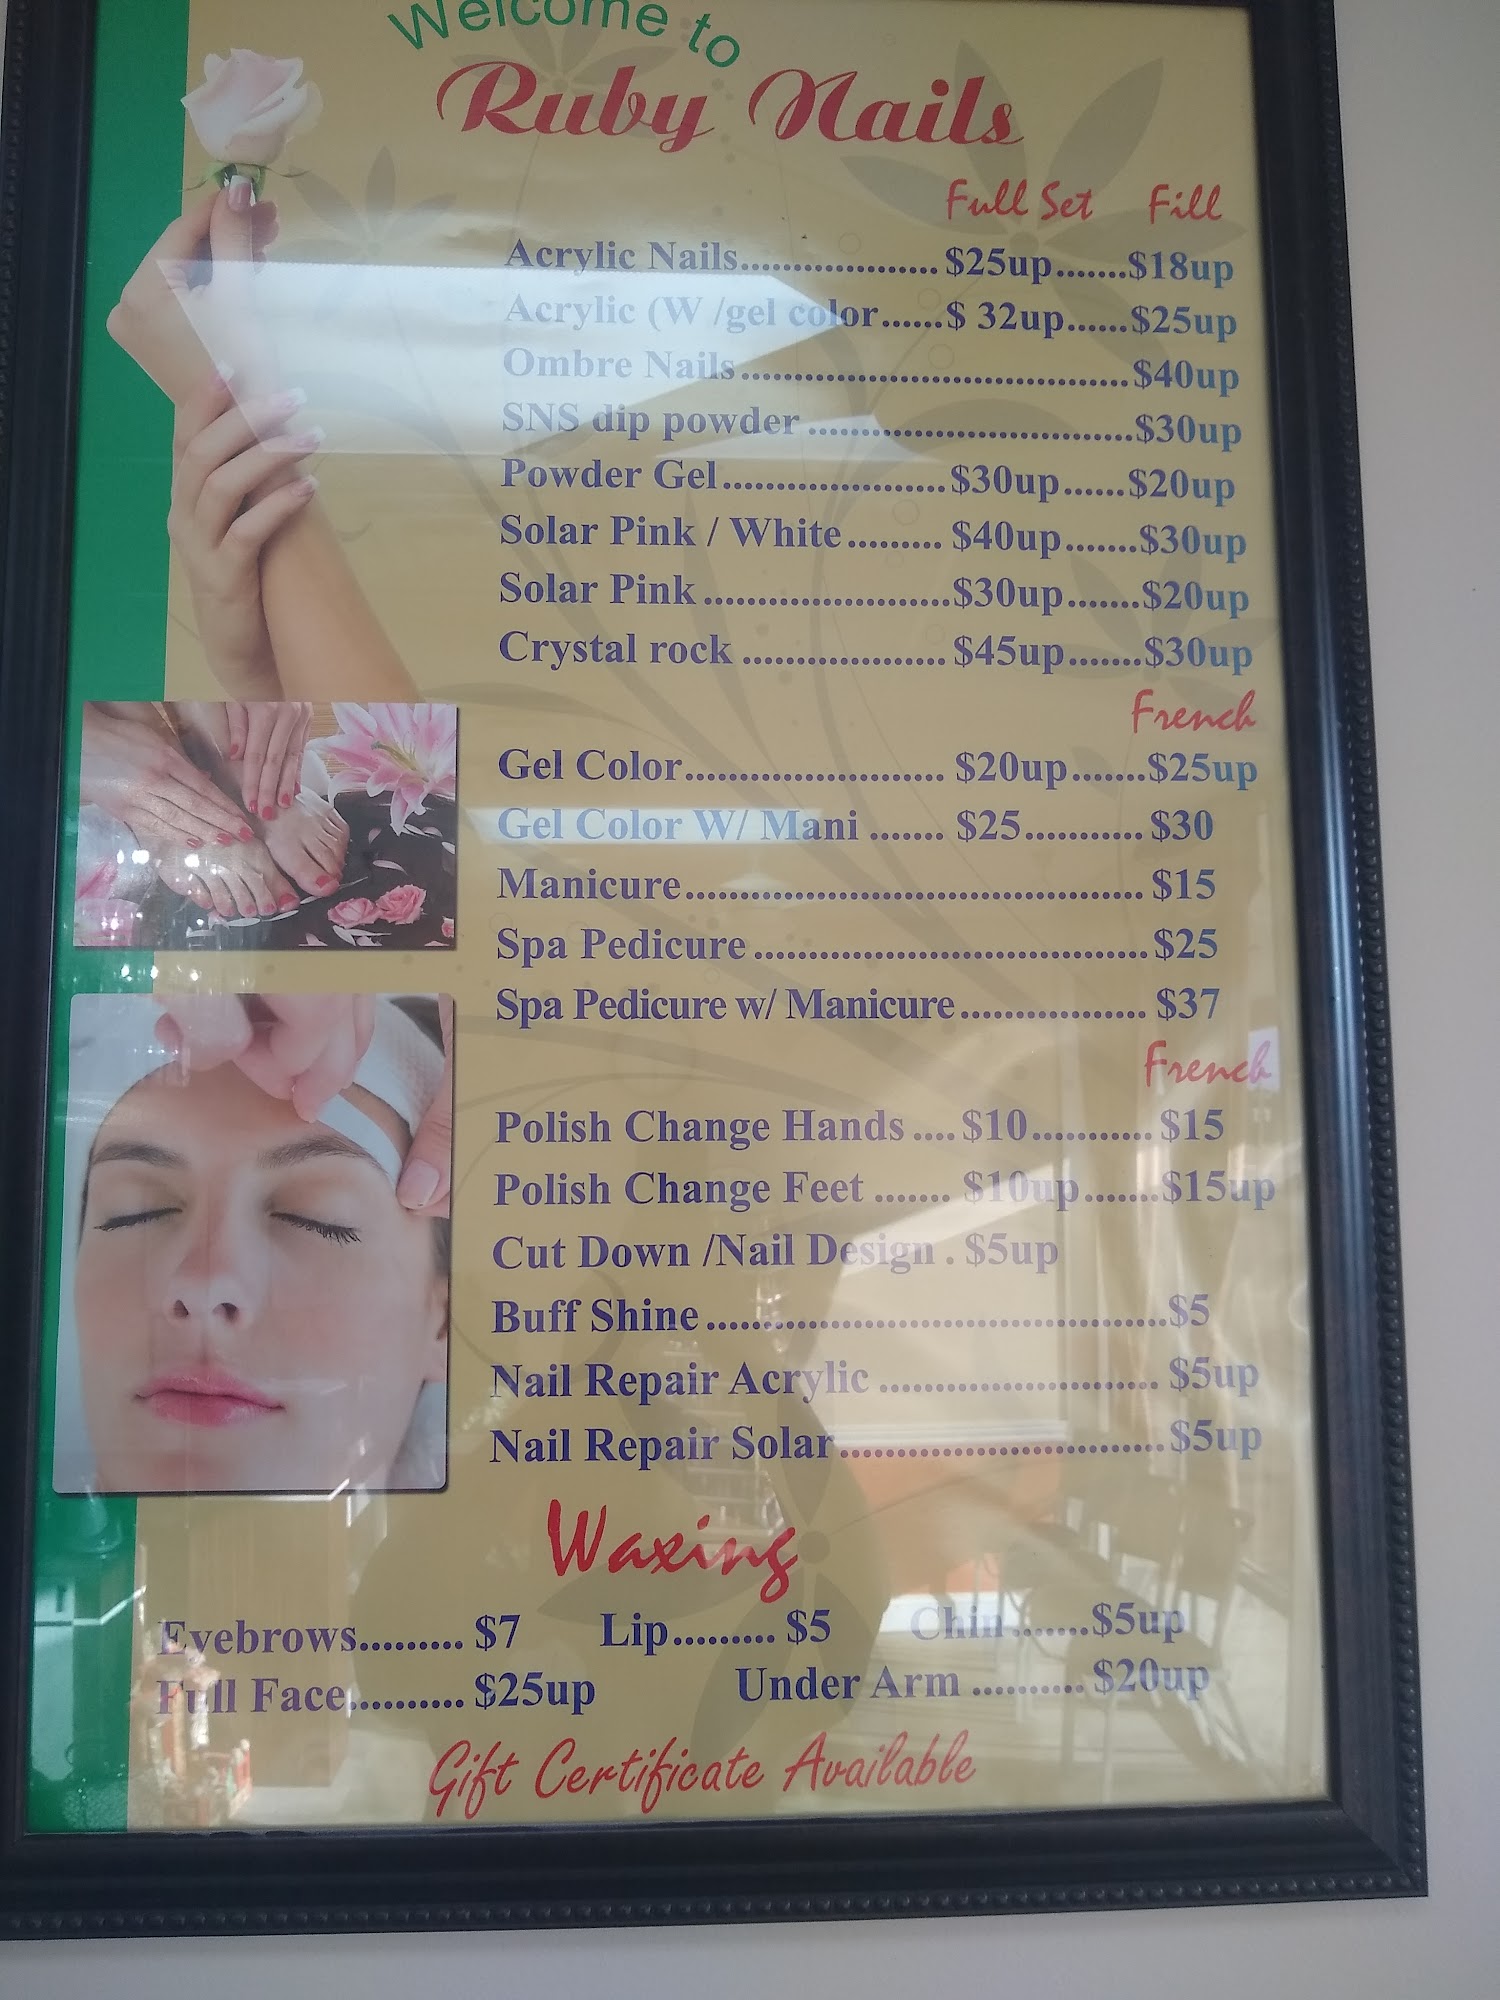 Welcome to
Ruby Nails
Full Set Fill
Acrylic Nails.................. $25up.......$18up
Acrylic (W /gel color......$ 32up......$25up
Ombre Nails....................................$40up
SNS dip powder ..............................$30up
Powder Gel.....................$30up......$20up
Solar Pink / White......... $40up.......$30up
Solar Pink.......................$30up.......$20up
Crystal rock ................... $45up.......$30up
French
Gel Color........................ $20up.......$25up
Gel Color W/ Mani ....... $25........... $30
Manicure.......................................... $15
Spa Pedicure ..................................... $25
Spa Pedicure w/ Manicure................. $37
French
Polish Change Hands .... $10........... $15
Polish Change Feet ....... $10up.......$15up
Cut Down /Nail Design . $5up
Buff Shine ..........................................$5
Nail Repair Acrylic .......................... $5up
Nail Repair Solar..............................$5up
Waxing
Eyebrows.......... $7 Lip.......... $5 Chin.......$5up
Full Face.......... $25up Under Arm .......... $20up
Gift Certificate Available